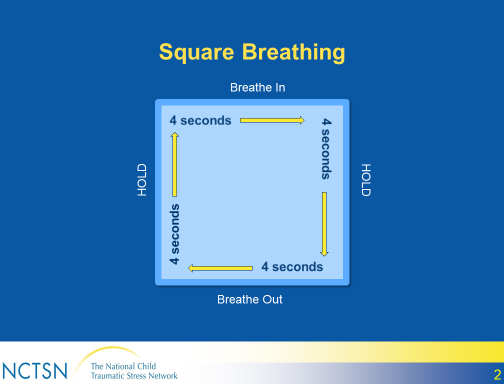 Square Breathing
Breathe In
4 seconds
4 seconds
HOLD
HOLD
4 seconds
4 seconds
Breathe Out
NCTSN
The National Child
Traumatic Stress Network
2